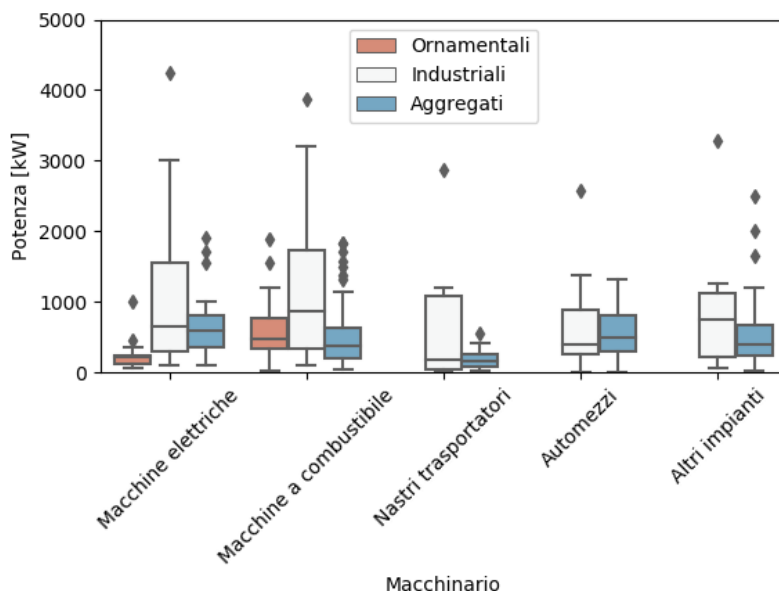 5000
4000
3000
2000
1000
0
Potenza [kW]
Ornamentali
Industriali
Aggregati
Macchine elettriche
Macchine a combustibile
Nastri trasportatori
Automezzi
Altri impianti
Macchinario